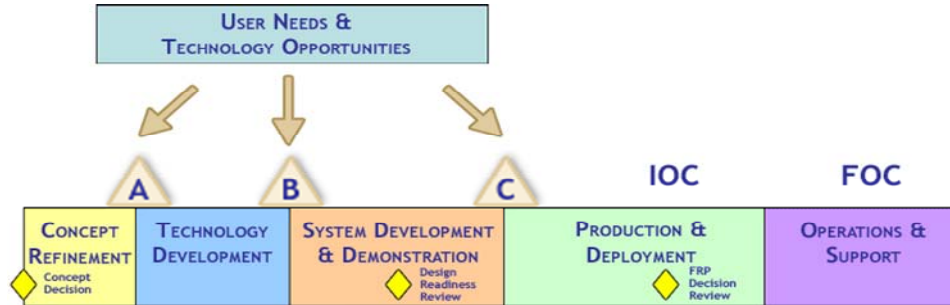 USER NEEDS &
TECHNOLOGY OPPORTUNITIES
A
B
C
IOC
FOC
CONCEPT
REFINEMENT
Concept
Decision
TECHNOLOGY
DEVELOPMENT
SYSTEM DEVELOPMENT
& DEMONSTRATION
Design
Readiness
Review
PRODUCTION &
DEPLOYMENT
FRP
Decision
Review
OPERATIONS &
SUPPORT